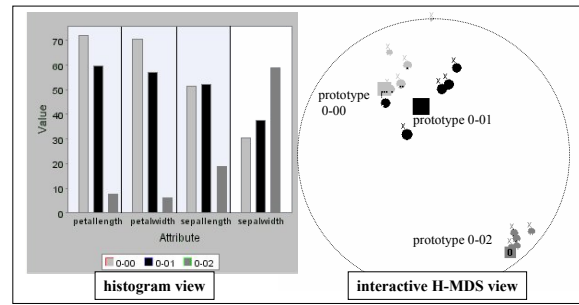 70
60
50
40
30
20
10
0
Value
petallength petalwidth sepallength sepalwidth
Attribute
0-00 0-01 0-02
histogram view
prototype
0-00
prototype 0-01
prototype 0-02
0
interactive H-MDS view